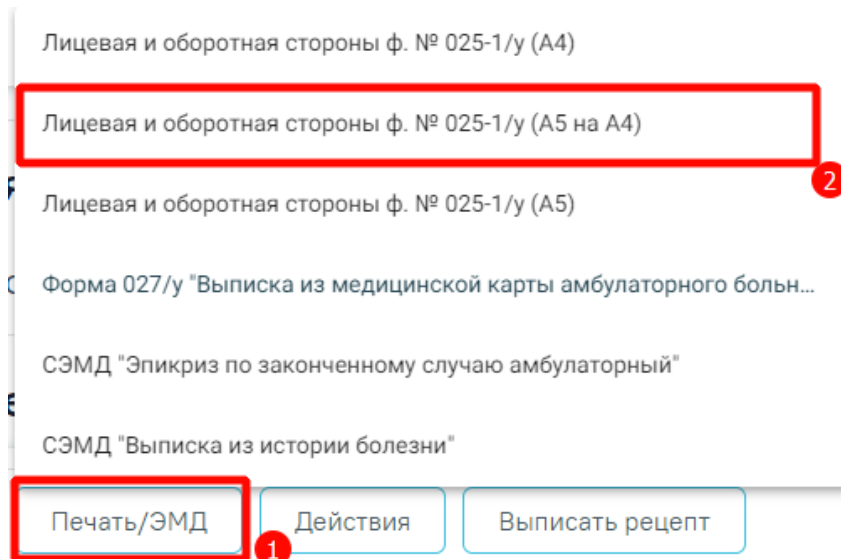 Лицевая и оборотная стороны ф. № 025-1/у (А4)
Лицевая и оборотная стороны ф. № 025-1/у (А5 на А4)
2
Лицевая и оборотная стороны ф. № 025-1/у (А5)
Форма 027/у "Выписка из медицинской карты амбулаторного больн...
СЭМД "Эпикриз по законченному случаю амбулаторный"
СЭМД "Выписка из истории болезни"
Печать/ЭМД Действия Выписать рецепт
1